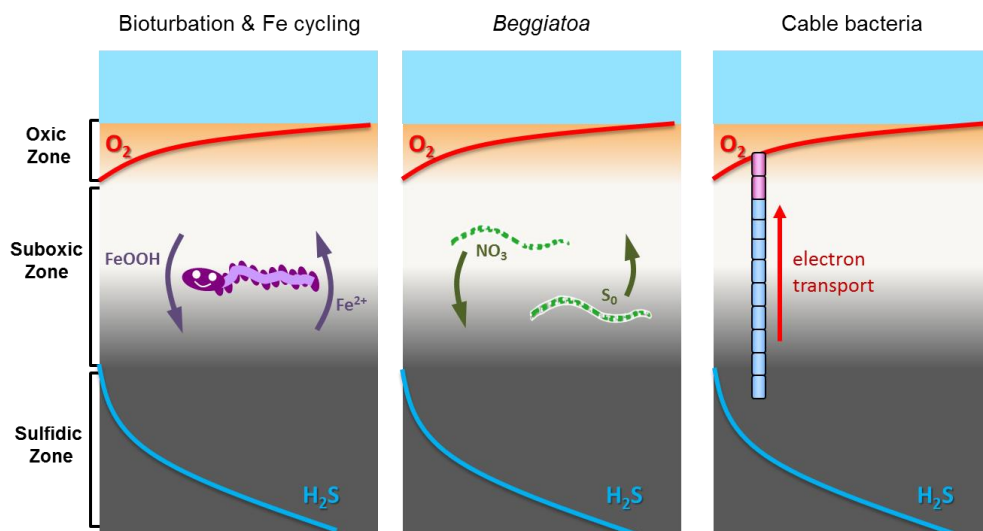 Bioturbation & Fe cycling
Beggiatoa
Cable bacteria
Oxic
Zone
O₂
O₂
O₂
Suboxic
Zone
FeOOH
Fe²⁺
NO₃
S₀
electron
transport
Sulfidic
Zone
H₂S
H₂S
H₂S